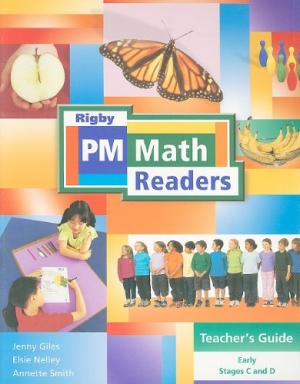 Rigby
PM Math
Readers
Jenny Giles
Elsie Nelley
Annette Smith
Teacher's Guide
Early
Stages C and D